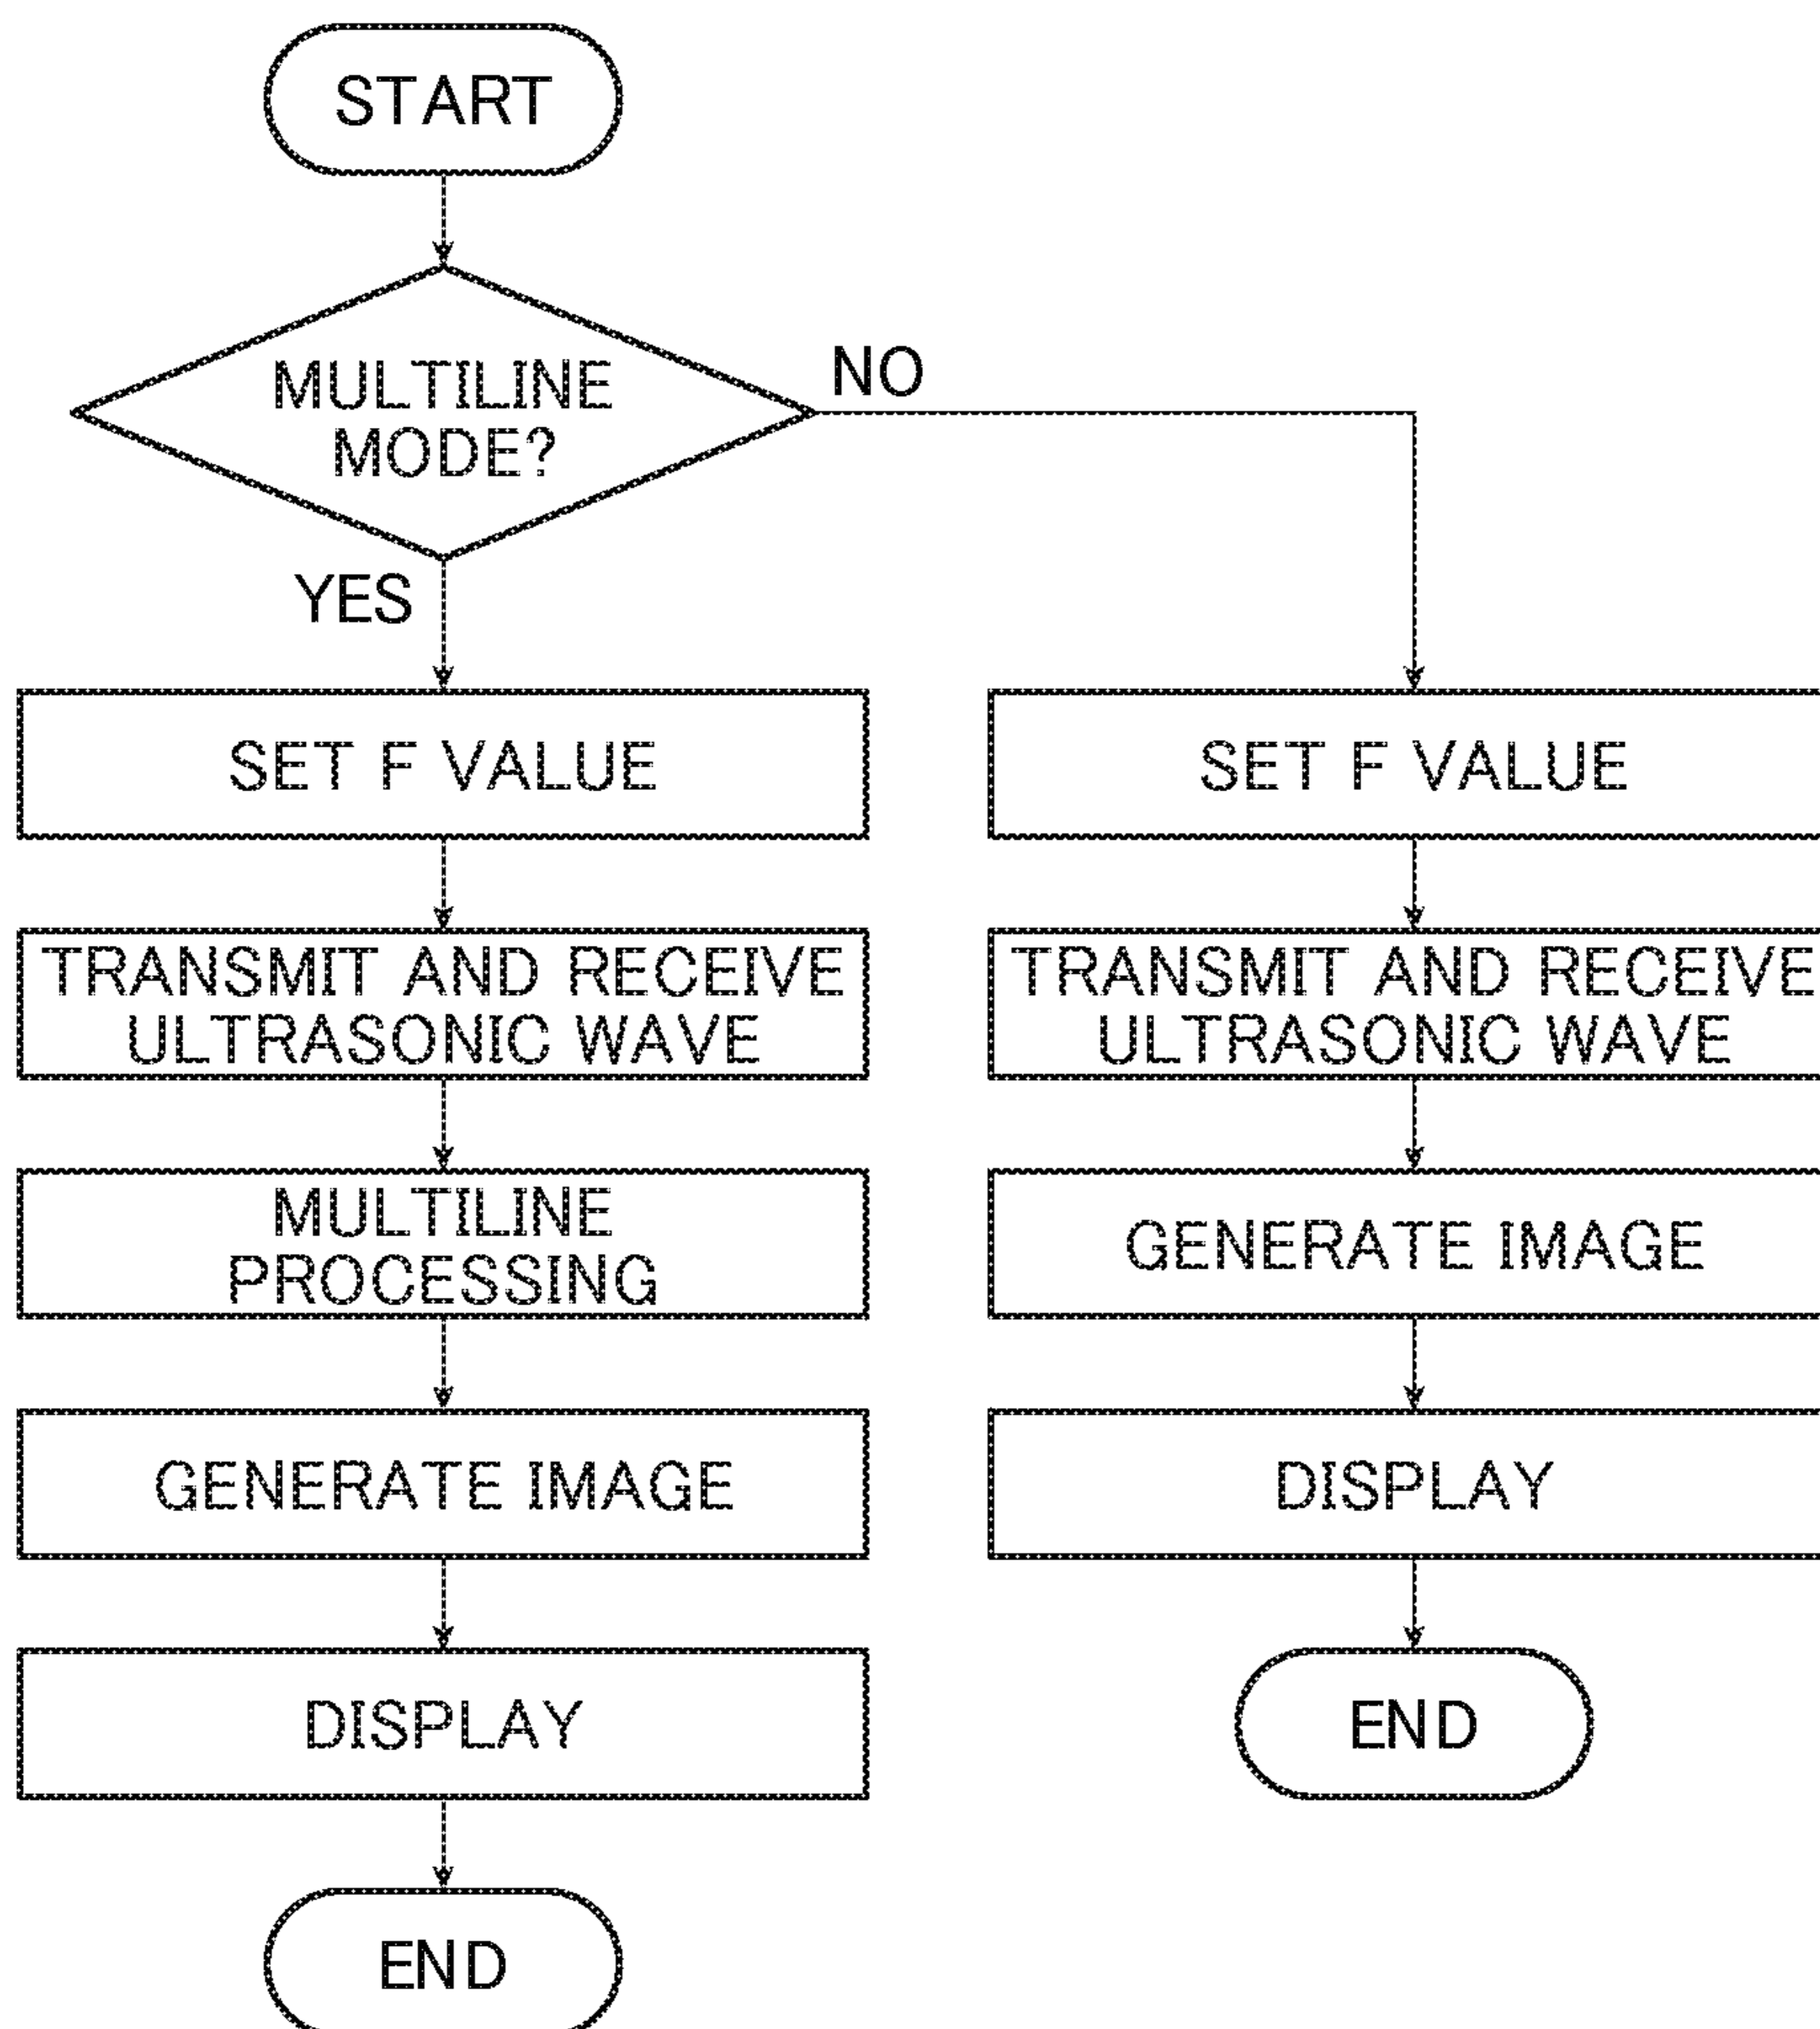 START
MULTILINE
MODE?
NO
YES
SET F VALUE
TRANSMIT AND RECEIVE
ULTRASONIC WAVE
MULTILINE
PROCESSING
GENERATE IMAGE
DISPLAY
END
SET F VALUE
TRANSMIT AND RECEIVE
ULTRASONIC WAVE
GENERATE IMAGE
DISPLAY
END